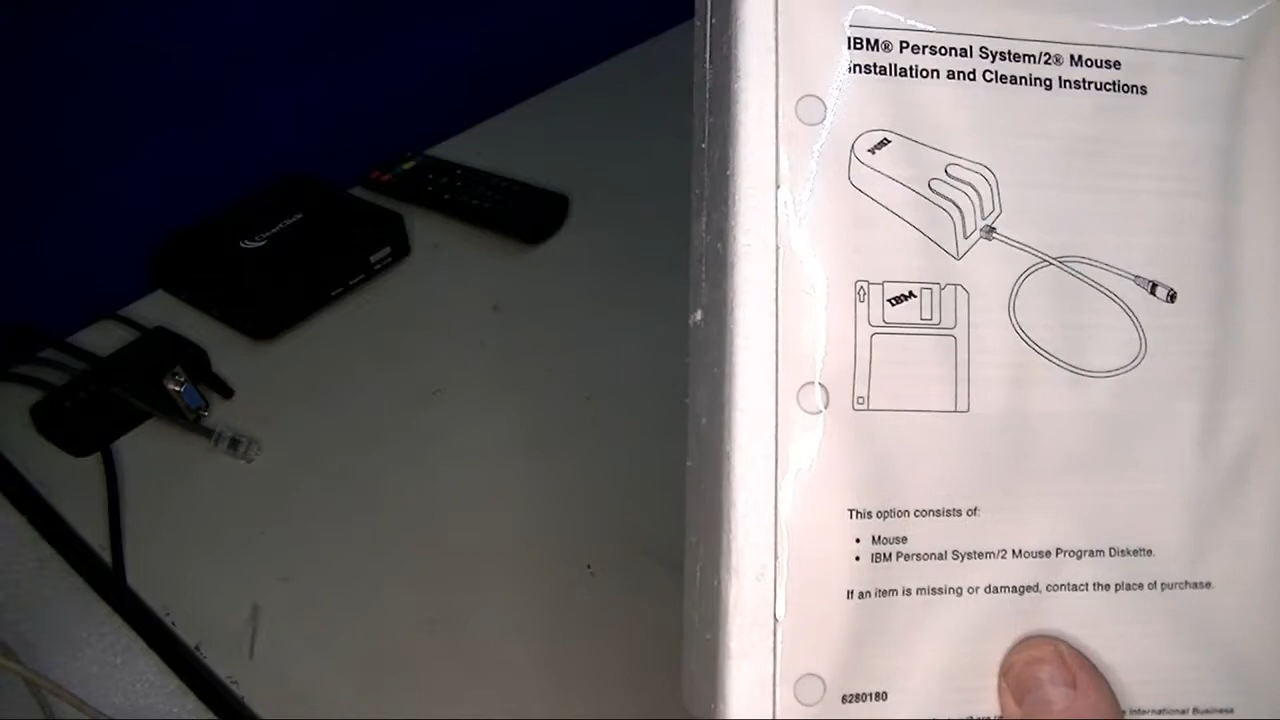 IBM® Personal System/2® Mouse
Installation and Cleaning Instructions
IBM
IBM
This option consists of:
• Mouse
• IBM Personal System/2 Mouse Program Diskette.
If an item is missing or damaged, contact the place of purchase.
6280180
International Business
ClearClick